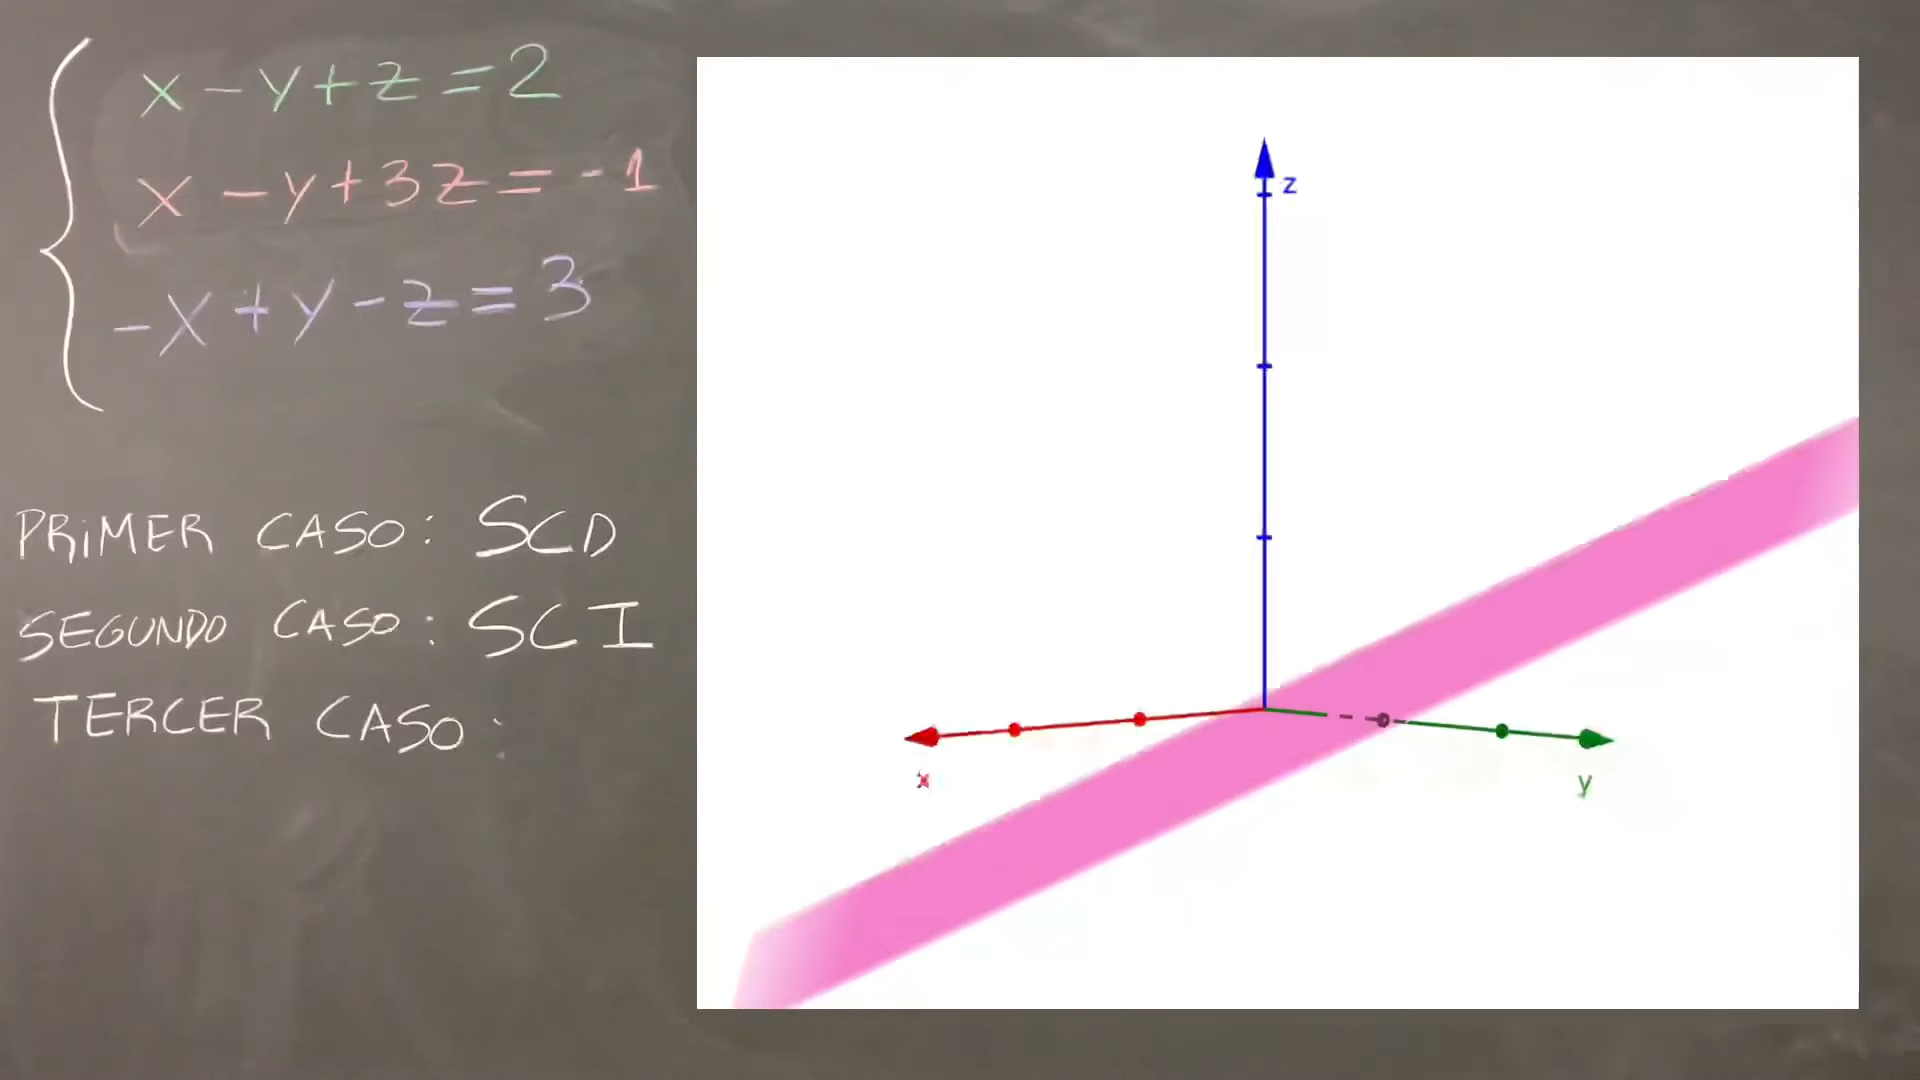 x - y + z = 2
x - y + 3z = -1
-x + y - z = 3
PRIMER CASO: SCD
SEGUNDO CASO: SCI
TERCER CASO:
z
x
y